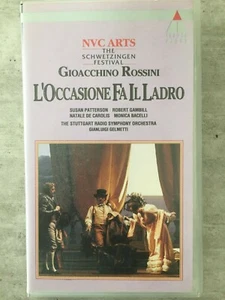 NVC ARTS
THE
SCHWETZINGEN
FESTIVAL
GIOACCHINO ROSSINI
L'OCCASIONE FA IL LADRO
SUSAN PATTERSON ROBERT GAMBILL
NATALE DE CAROLIS MONICA BACELLI
THE STUTTGART RADIO SYMPHONY ORCHESTRA
GIANLUIGI GELMETTI